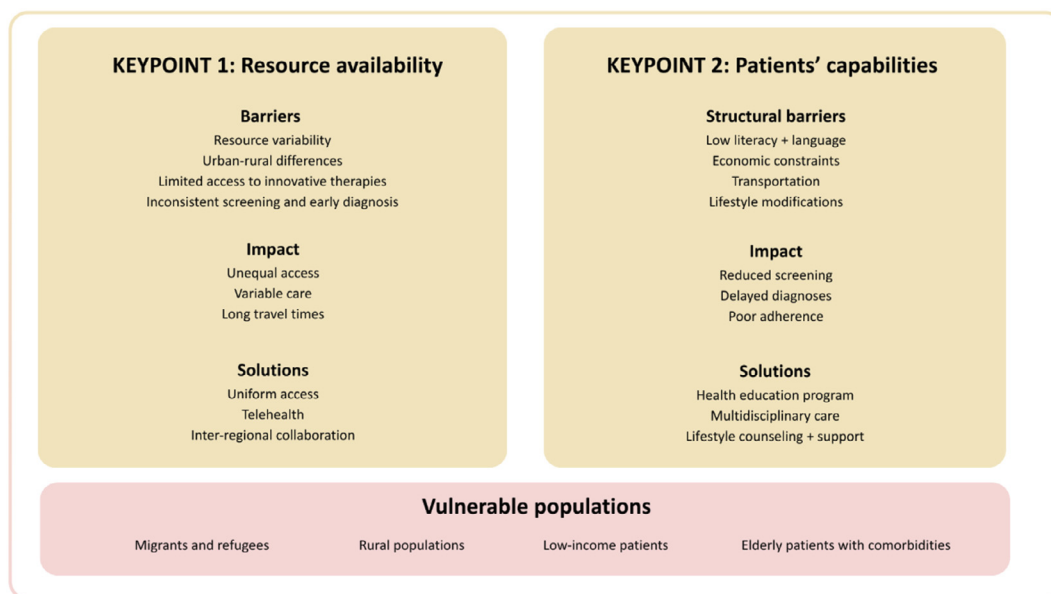 KEYPOINT 1: Resource availability
Barriers
Resource variability
Urban-rural differences
Limited access to innovative therapies
Inconsistent screening and early diagnosis
Impact
Unequal access
Variable care
Long travel times
Solutions
Uniform access
Telehealth
Inter-regional collaboration
KEYPOINT 2: Patients’ capabilities
Structural barriers
Low literacy + language
Economic constraints
Transportation
Lifestyle modifications
Impact
Reduced screening
Delayed diagnoses
Poor adherence
Solutions
Health education program
Multidisciplinary care
Lifestyle counseling + support
Vulnerable populations
Migrants and refugees
Rural populations
Low-income patients
Elderly patients with comorbidities